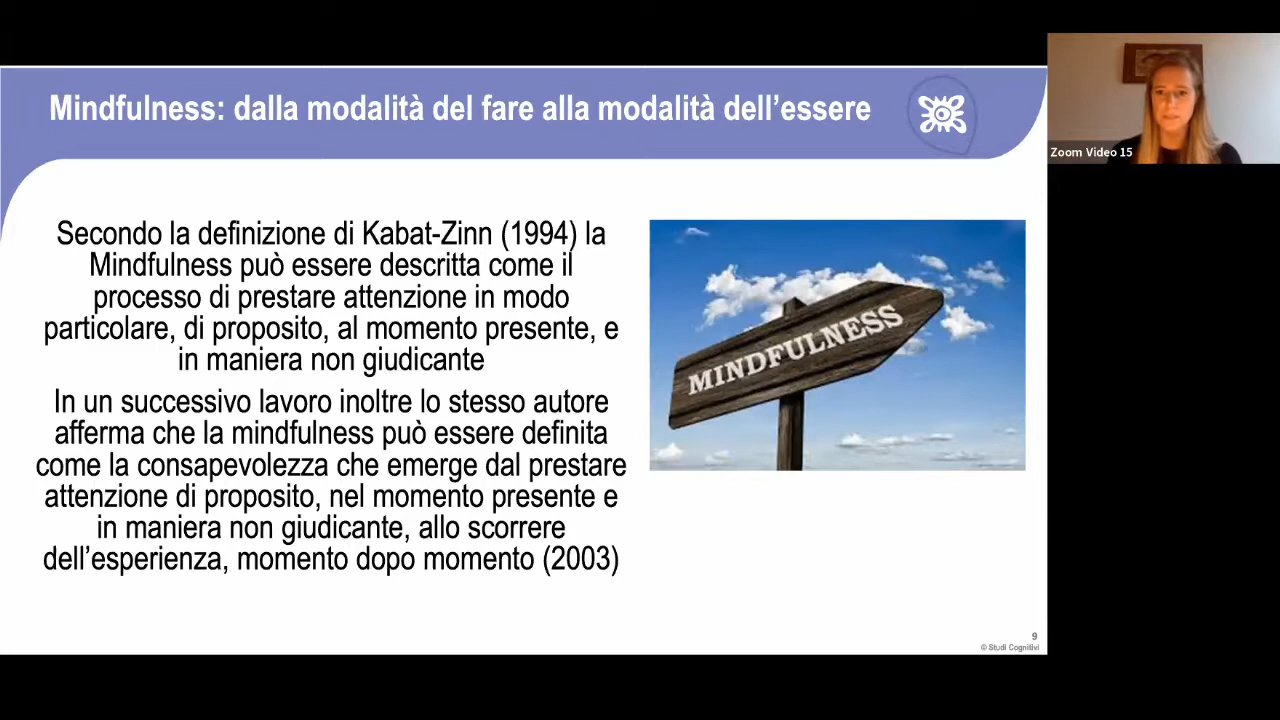 Mindfulness: dalla modalità del fare alla modalità dell’essere
Zoom Video 15
Secondo la definizione di Kabat-Zinn (1994) la
Mindfulness può essere descritta come il
processo di prestare attenzione in modo
particolare, di proposito, al momento presente, e
in maniera non giudicante
In un successivo lavoro inoltre lo stesso autore
afferma che la mindfulness può essere definita
come la consapevolezza che emerge dal prestare
attenzione di proposito, nel momento presente e
in maniera non giudicante, allo scorrere
dell’esperienza, momento dopo momento (2003)
MINDFULNESS
9
© Studi Cognitivi